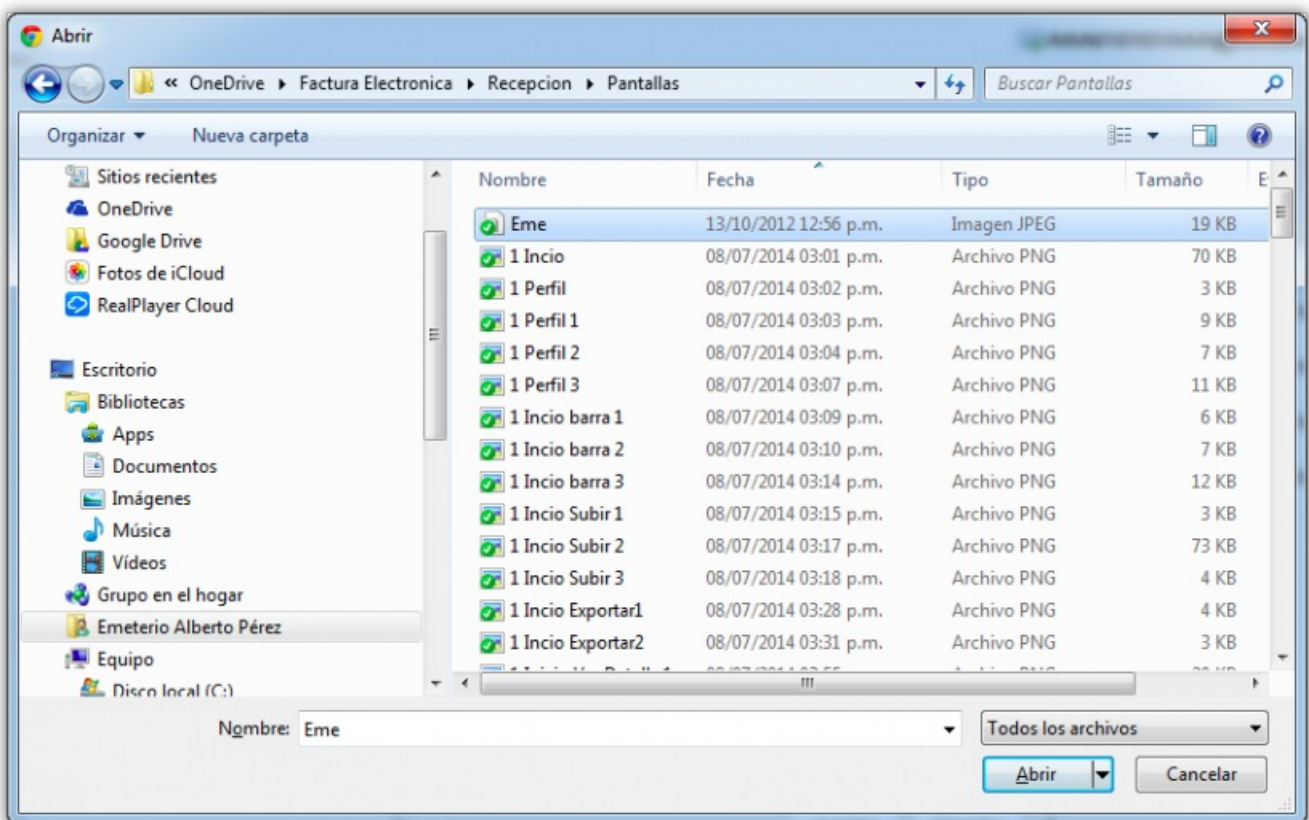 Abrir
« OneDrive ▸ Factura Electronica ▸ Recepcion ▸ Pantallas
Buscar Pantallas
Organizar
Nueva carpeta
Sitios recientes
OneDrive
Google Drive
Fotos de iCloud
RealPlayer Cloud
Escritorio
Bibliotecas
Apps
Documentos
Imágenes
Música
Vídeos
Grupo en el hogar
Emeterio Alberto Pérez
Equipo
Disco local (C:)
Nombre Fecha Tipo Tamaño
Eme 13/10/2012 12:56 p.m. Imagen JPEG 19 KB
1 Incio 08/07/2014 03:01 p.m. Archivo PNG 70 KB
1 Perfil 08/07/2014 03:02 p.m. Archivo PNG 3 KB
1 Perfil 1 08/07/2014 03:03 p.m. Archivo PNG 9 KB
1 Perfil 2 08/07/2014 03:04 p.m. Archivo PNG 7 KB
1 Perfil 3 08/07/2014 03:07 p.m. Archivo PNG 11 KB
1 Incio barra 1 08/07/2014 03:09 p.m. Archivo PNG 6 KB
1 Incio barra 2 08/07/2014 03:10 p.m. Archivo PNG 7 KB
1 Incio barra 3 08/07/2014 03:14 p.m. Archivo PNG 12 KB
1 Incio Subir 1 08/07/2014 03:15 p.m. Archivo PNG 3 KB
1 Incio Subir 2 08/07/2014 03:17 p.m. Archivo PNG 73 KB
1 Incio Subir 3 08/07/2014 03:18 p.m. Archivo PNG 4 KB
1 Incio Exportar1 08/07/2014 03:28 p.m. Archivo PNG 4 KB
1 Incio Exportar2 08/07/2014 03:31 p.m. Archivo PNG 3 KB
Nombre: Eme
Todos los archivos
Abrir
Cancelar